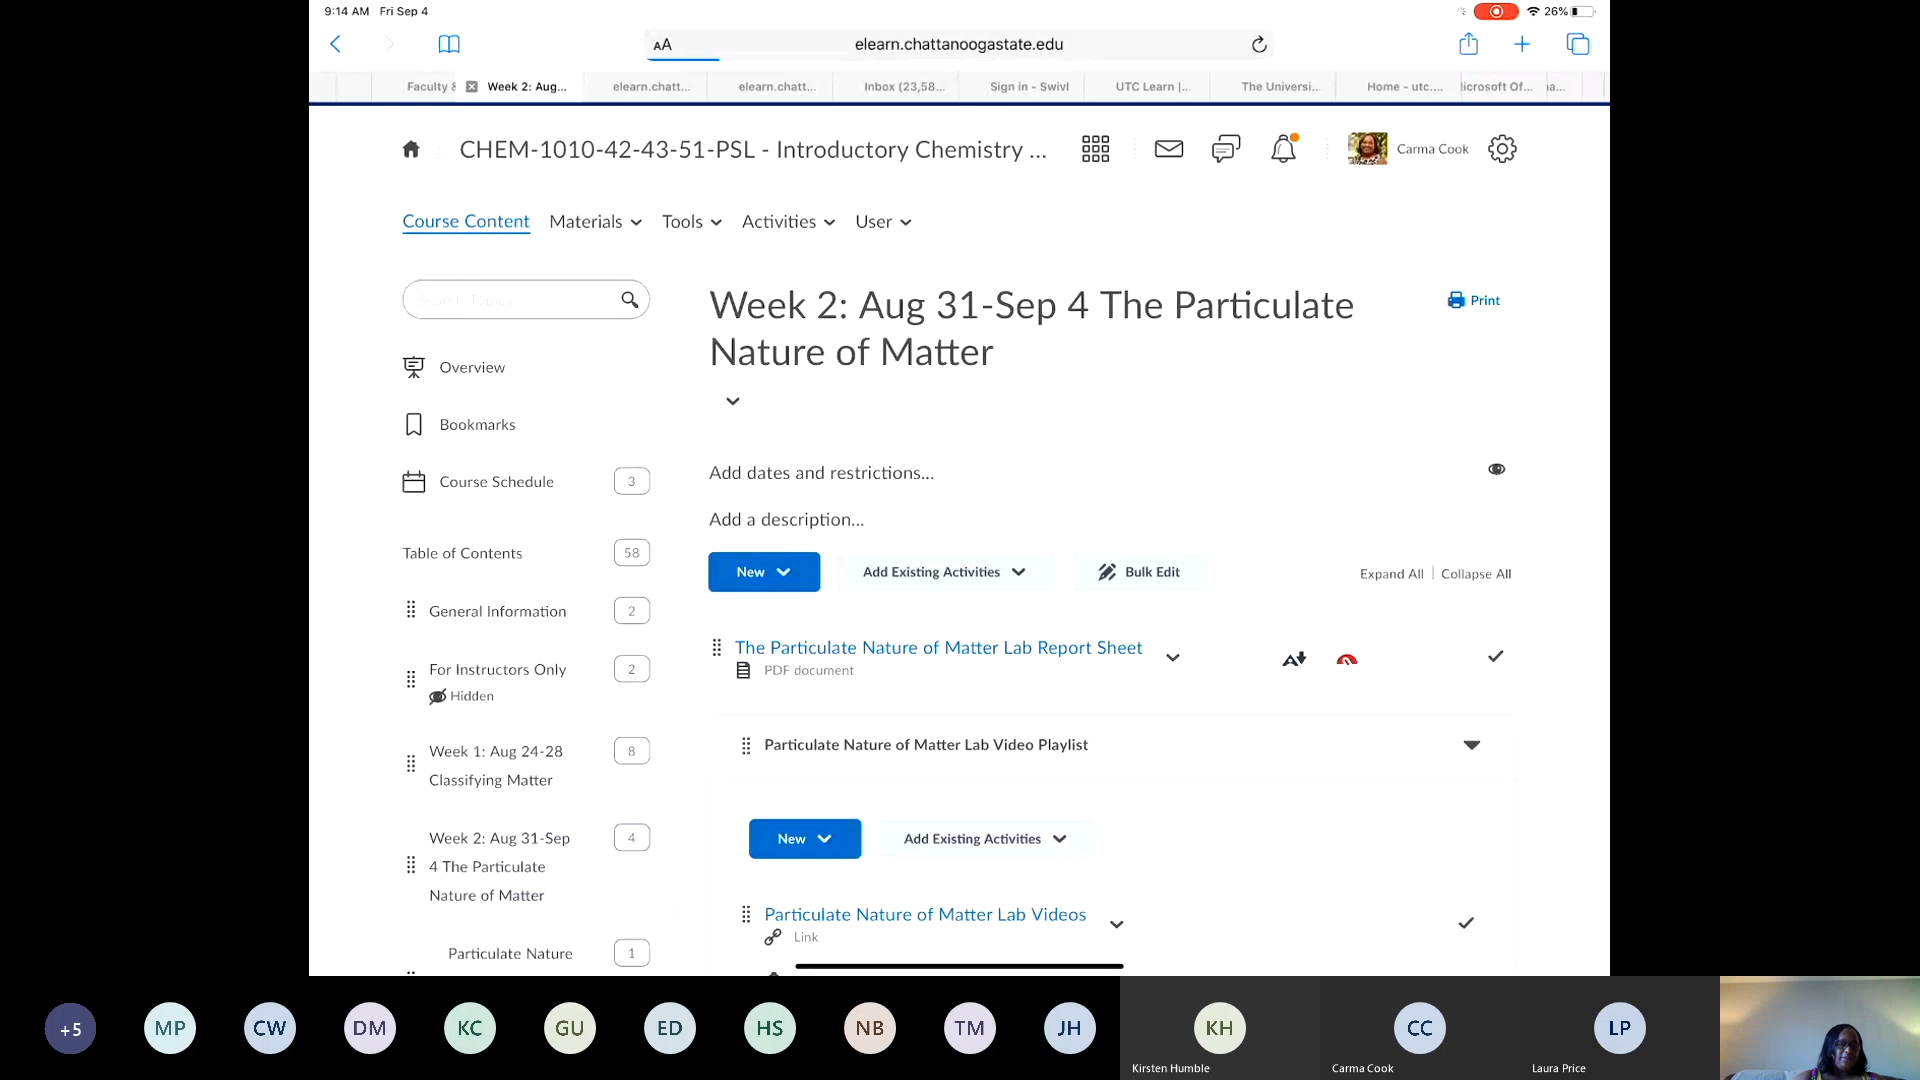 9:14 AM Fri Sep 4
26%
AA
elearn.chattanoogastate.edu
Faculty &
Week 2: Aug...
elearn.chatt...
elearn.chatt...
Inbox (23,58...
Sign in – Swivl
UTC Learn |...
The Universi...
Home - utc....
licrosoft Of...
CHEM-1010-42-43-51-PSL - Introductory Chemistry ...
Carma Cook
Course Content
Materials
Tools
Activities
User
Search Topics
Week 2: Aug 31-Sep 4 The Particulate
Nature of Matter
Print
Overview
Bookmarks
Course Schedule
3
Table of Contents
58
General Information
2
For Instructors Only
2
Hidden
Week 1: Aug 24-28
Classifying Matter
8
Week 2: Aug 31-Sep
4 The Particulate
Nature of Matter
4
Particulate Nature
1
Add dates and restrictions...
Add a description...
New
Add Existing Activities
Bulk Edit
Expand All
Collapse All
The Particulate Nature of Matter Lab Report Sheet
PDF document
Particulate Nature of Matter Lab Video Playlist
New
Add Existing Activities
Particulate Nature of Matter Lab Videos
Link
+5
MP
CW
DM
KC
GU
ED
HS
NB
TM
JH
KH
Kirsten Humble
CC
Carma Cook
LP
Laura Price